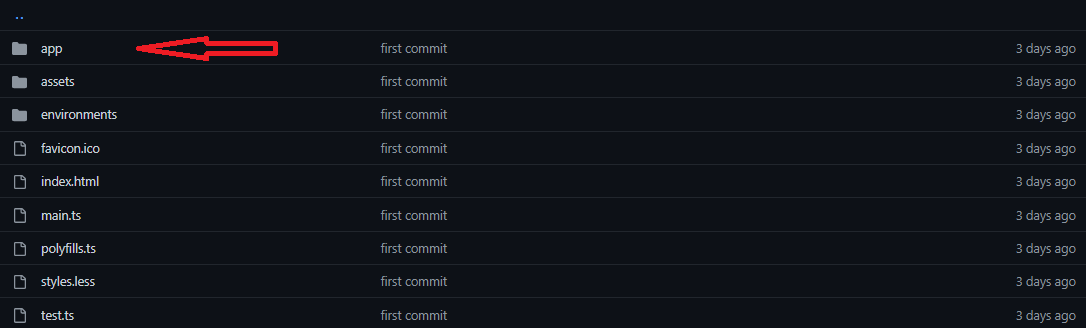 ..
app first commit 3 days ago
assets first commit 3 days ago
environments first commit 3 days ago
favicon.ico first commit 3 days ago
index.html first commit 3 days ago
main.ts first commit 3 days ago
polyfills.ts first commit 3 days ago
styles.less first commit 3 days ago
test.ts first commit 3 days ago